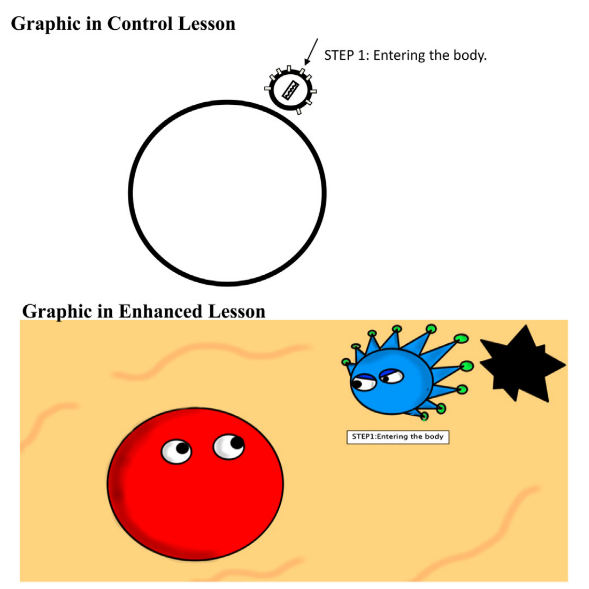 Graphic in Control Lesson
STEP 1: Entering the body.
Graphic in Enhanced Lesson
STEP1:Entering the body